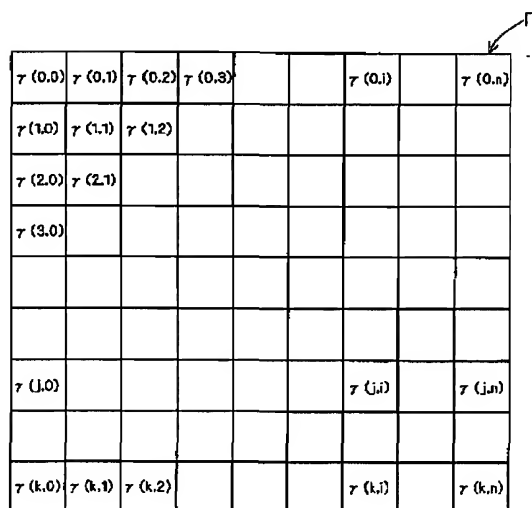 Γ
γ (0.0) γ (0.1) γ (0.2) γ (0.3) γ (0.i) γ (0.n)
γ (1.0) γ (1.1) γ (1.2)
γ (2.0) γ (2.1)
γ (3.0)
γ (j.0) γ (j.i) γ (j.n)
γ (k.0) γ (k.1) γ (k.2) γ (k.i) γ (k.n)